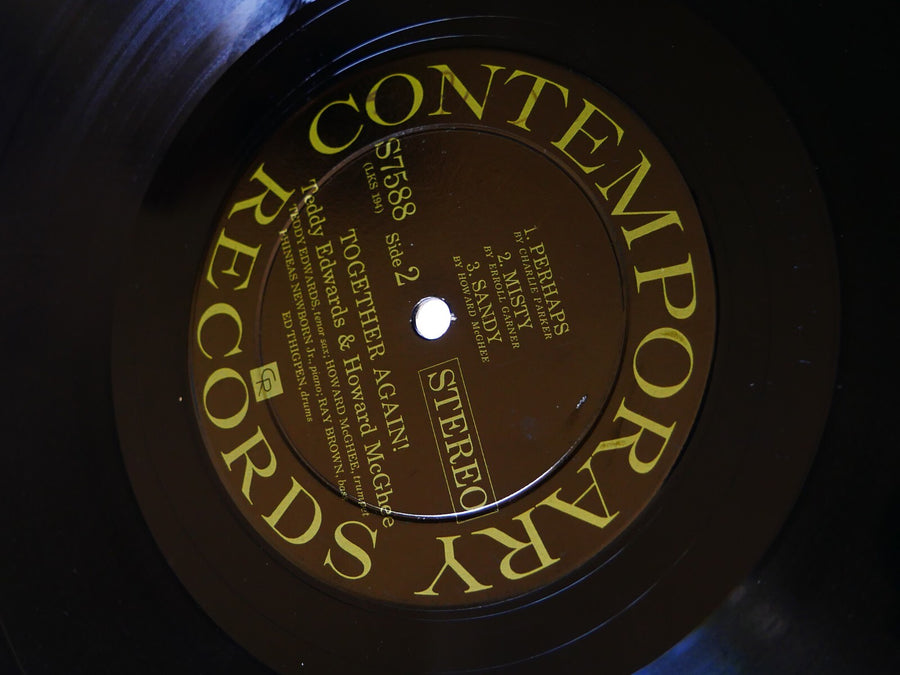 CONTEMPORARY RECORDS
S7588 Side 2
(LKS 194)
STEREO
TOGETHER AGAIN!
Teddy Edwards & Howard McGhee
TEDDY EDWARDS, tenor sax; HOWARD McGHEE, trumpet
PHINEAS NEWBORN Jr., piano; RAY BROWN, bass
ED THIGPEN, drums
1. PERHAPS
BY CHARLIE PARKER
2. MISTY
BY ERROLL GARNER
3. SANDY
BY HOWARD MCGHEE
CR